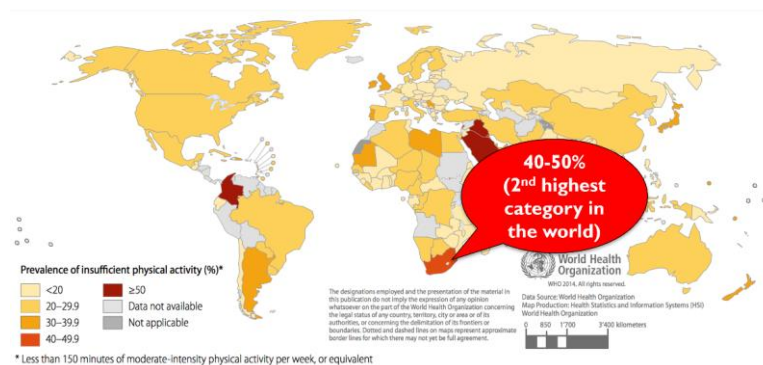 40-50%
(2nd highest
category in
the world)
Prevalence of insufficient physical activity (%)*
<20
20–29.9
30–39.9
40–49.9
≥50
Data not available
Not applicable
The designations employed and the presentation of the material in
this publication do not imply the expression of any opinion
whatsoever on the part of the World Health Organization concerning
the legal status of any country, territory, city or area or of its
authorities, or concerning the delimitation of its frontiers or
boundaries. Dotted and dashed lines on maps represent approximate
border lines for which there may not yet be full agreement.
World Health
Organization
WHO 2014, All rights reserved.
Data Source: World Health Organization
Map Production: Health Statistics and Information Systems (HSI)
World Health Organization
0 850 1'700 3'400 kilometers
* Less than 150 minutes of moderate-intensity physical activity per week, or equivalent